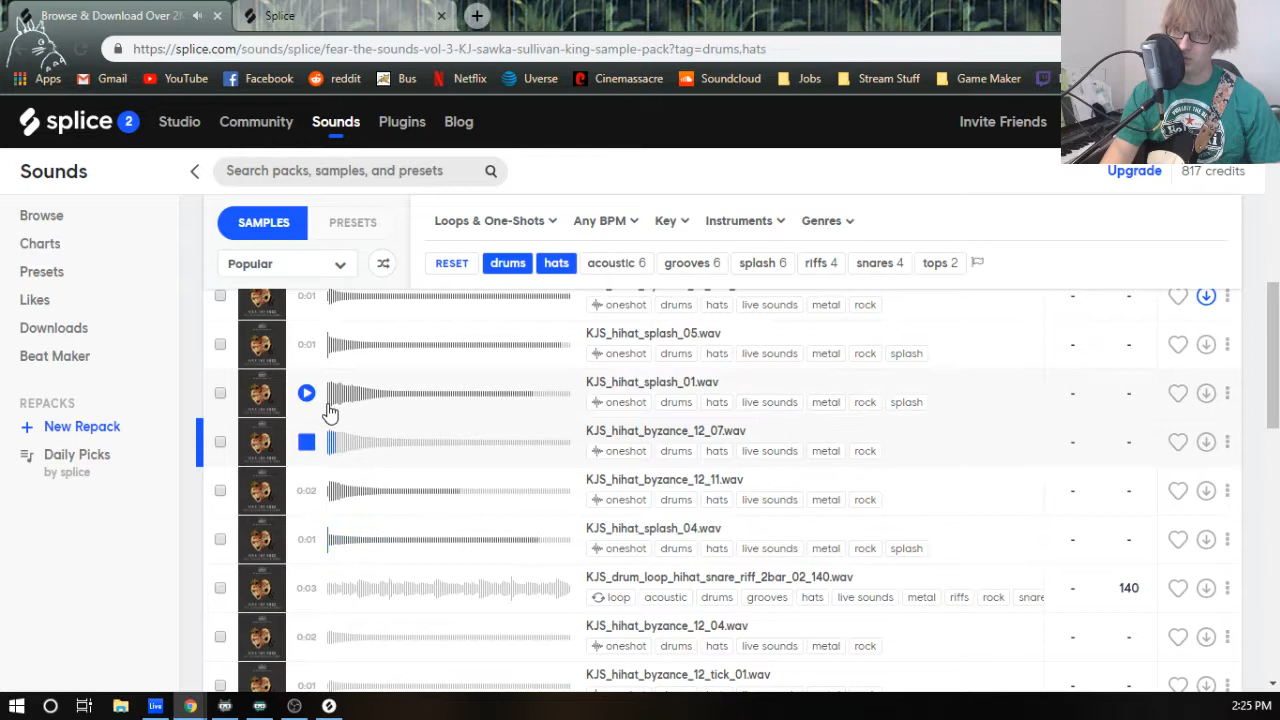 Browse & Download Over 2
Splice
https://splice.com/sounds/splice/fear-the-sounds-vol-3-KJ-sawka-sullivan-king-sample-pack?tag=drums,hats
Apps Gmail YouTube Facebook reddit Bus Netflix Uverse Cinemassacre Soundcloud Jobs Stream Stuff Game Maker
splice 2 Studio Community Sounds Plugins Blog Invite Friends
Sounds Search packs, samples, and presets Upgrade 817 credits
Browse
Charts
Presets
Likes
Downloads
Beat Maker
REPACKS
New Repack
Daily Picks
by splice
SAMPLES PRESETS Loops & One-Shots Any BPM Key Instruments Genres
Popular RESET drums hats acoustic 6 grooves 6 splash 6 riffs 4 snares 4 tops 2
0:01 oneshot drums hats live sounds metal rock - -
KJS_hihat_splash_05.wav
0:01 oneshot drums hats live sounds metal rock splash - -
KJS_hihat_splash_01.wav
oneshot drums hats live sounds metal rock splash - -
KJS_hihat_byzance_12_07.wav
oneshot drums hats live sounds metal rock - -
KJS_hihat_byzance_12_11.wav
0:02 oneshot drums hats live sounds metal rock - -
KJS_hihat_splash_04.wav
0:01 oneshot drums hats live sounds metal rock splash - -
KJS_drum_loop_hihat_snare_riff_2bar_02_140.wav
0:03 loop acoustic drums grooves hats live sounds metal riffs rock snare - 140
KJS_hihat_byzance_12_04.wav
0:02 oneshot drums hats live sounds metal rock - -
KJS_hihat_byzance_12_tick_01.wav
0:01 - -
Live 2:25 PM